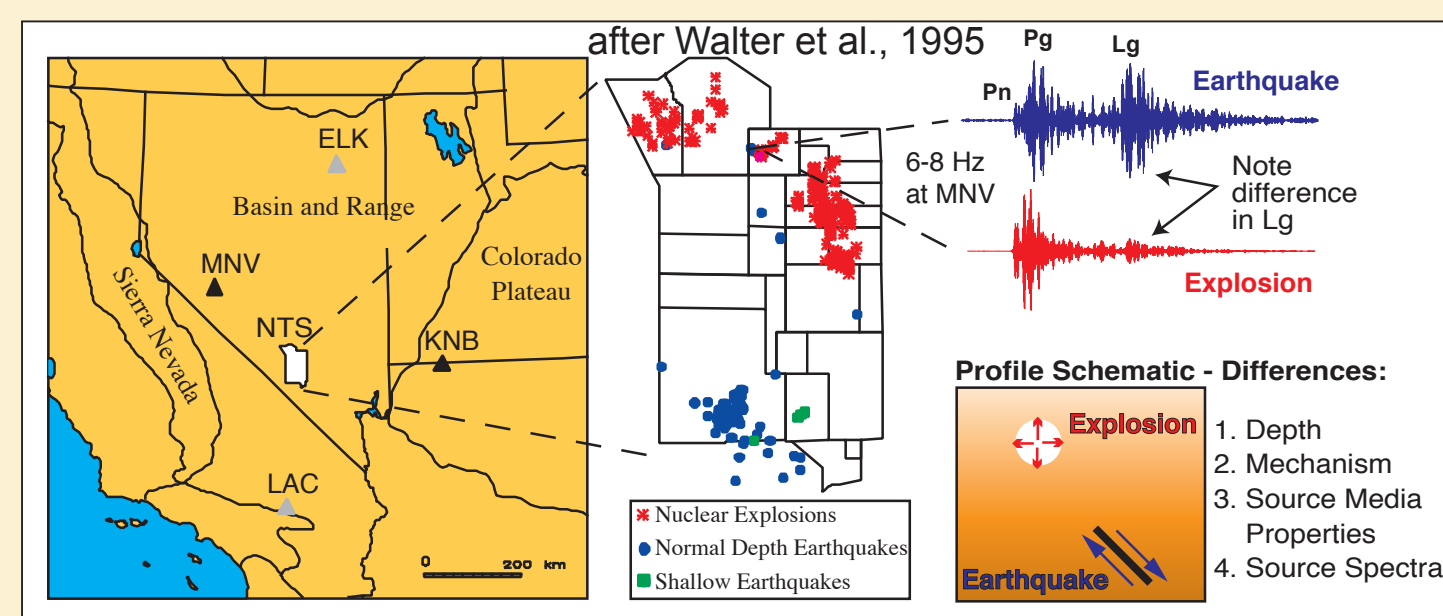 after Walter et al., 1995
ELK
Basin and Range
MNV
Colorado
Plateau
Sierra Nevada
NTS
KNB
LAC
0 200 km
Nuclear Explosions
Normal Depth Earthquakes
Shallow Earthquakes
Pg
Lg
Pn
Earthquake
6-8 Hz
at MNV
Note
difference
in Lg
Explosion
Profile Schematic - Differences:
Explosion
Earthquake
1. Depth
2. Mechanism
3. Source Media
Properties
4. Source Spectra